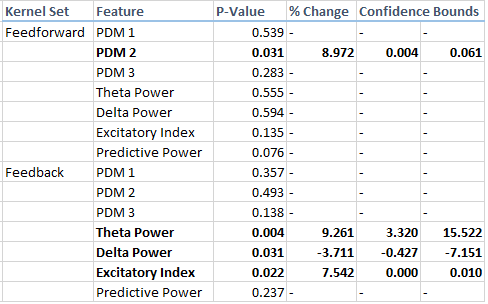 Kernel Set Feature P-Value % Change Confidence Bounds
Feedforward PDM 1 0.539 - - -
PDM 2 0.031 8.972 0.004 0.061
PDM 3 0.283 - - -
Theta Power 0.555 - - -
Delta Power 0.594 - - -
Excitatory Index 0.135 - - -
Predictive Power 0.076 - - -
Feedback PDM 1 0.357 - - -
PDM 2 0.493 - - -
PDM 3 0.138 - - -
Theta Power 0.004 9.261 3.320 15.522
Delta Power 0.031 -3.711 -0.427 -7.151
Excitatory Index 0.022 7.542 0.000 0.010
Predictive Power 0.237 - - -